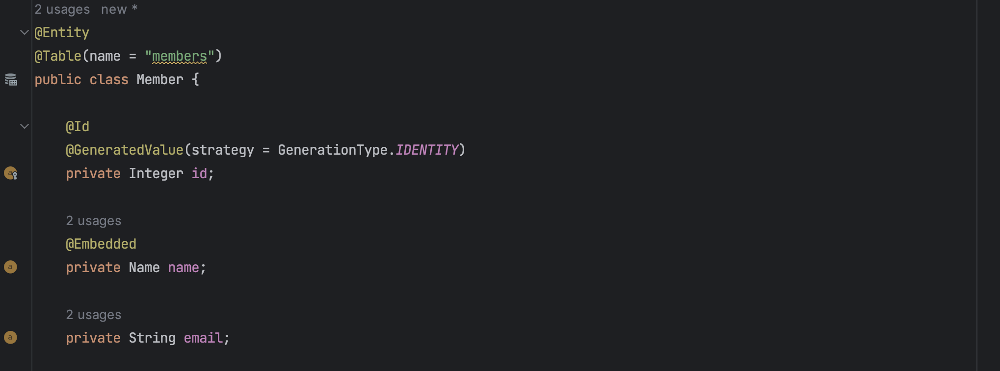 2 usages   new *
@Entity
@Table(name = "members")
public class Member {
@Id
@GeneratedValue(strategy = GenerationType.IDENTITY)
private Integer id;
2 usages
@Embedded
private Name name;
2 usages
private String email;